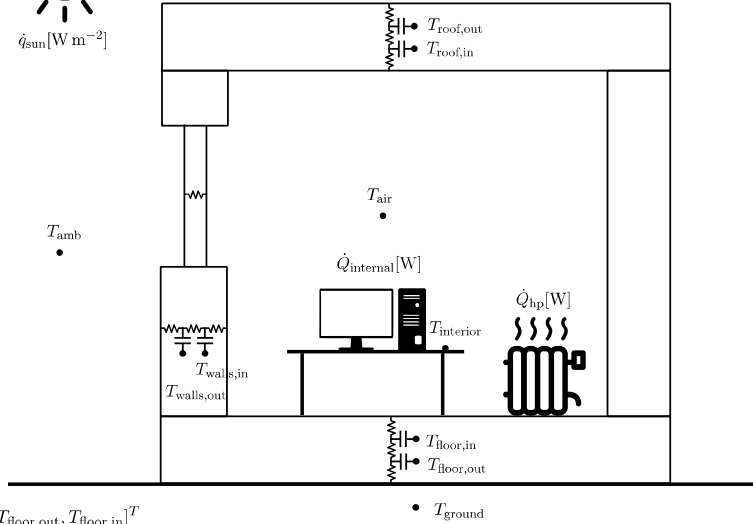 q̇_sun[W m⁻²]
T_roof,out
T_roof,in
T_air
T_amb
Q̇_internal[W]
Q̇_hp[W]
T_interior
T_walls,in
T_walls,out
T_floor,in
T_floor,out
T_ground
T_floor,out, T_floor,in]^T